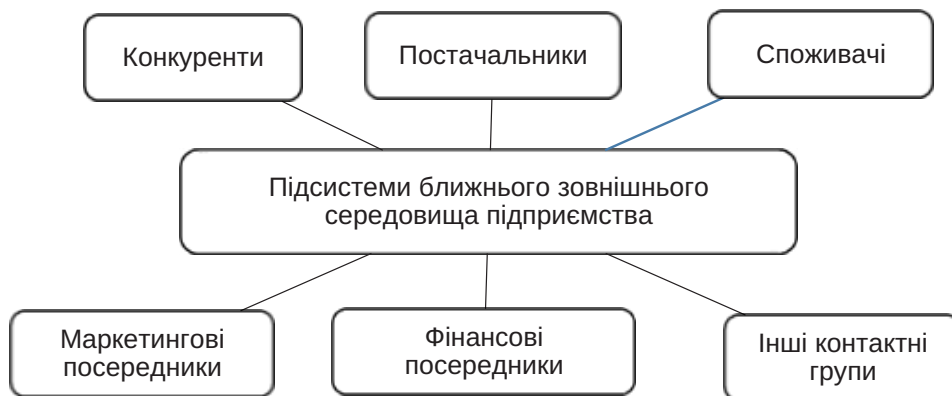 Конкуренти
Постачальники
Споживачі
Підсистеми ближнього зовнішнього
середовища підприємства
Маркетингові
посередники
Фінансові
посередники
Інші контактні
групи